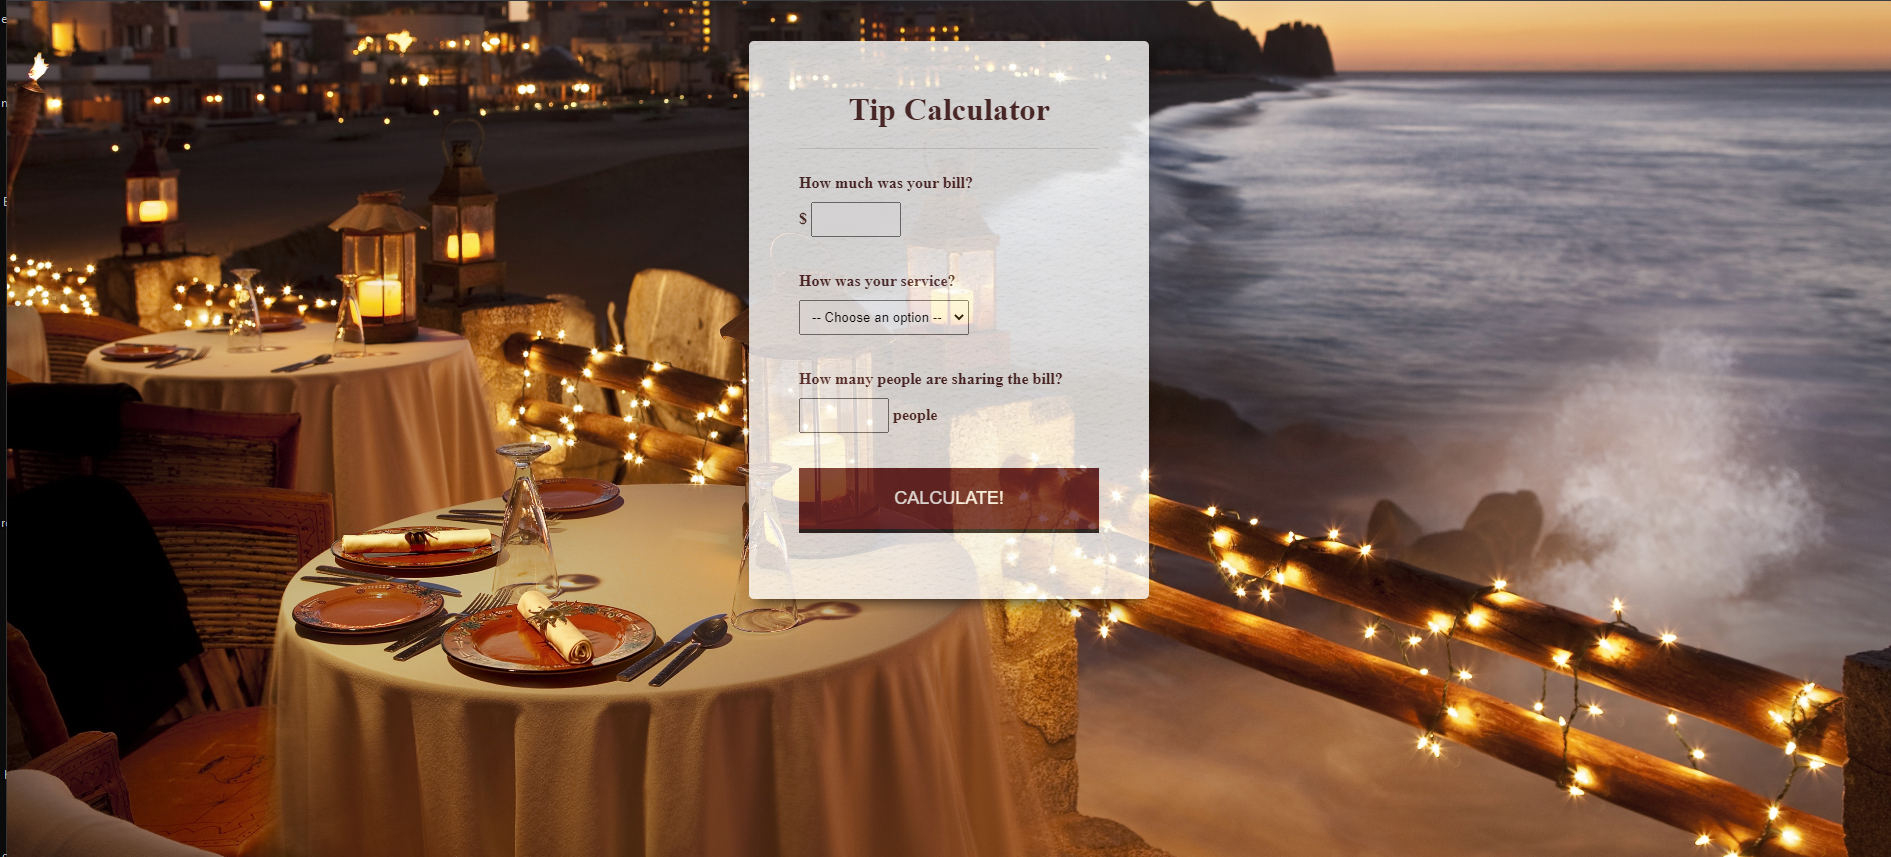 Tip Calculator
How much was your bill?
$
How was your service?
-- Choose an option --
How many people are sharing the bill?
people
CALCULATE!